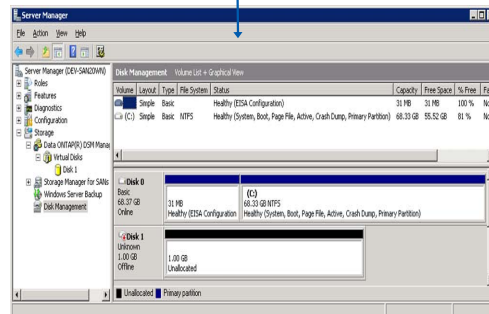 Server Manager
File Action View Help
Server Manager (DEV-SAN20WN)
Roles
Features
Diagnostics
Configuration
Storage
Data ONTAP(R) DSM Manag
Virtual Disks
Disk 1
Storage Manager for SANs
Windows Server Backup
Disk Management
Disk Management Volume List + Graphical View
Volume Layout Type File System Status Capacity Free Space % Free Fa
Simple Basic Healthy (EISA Configuration) 31 MB 31 MB 100 % No
(C:) Simple Basic NTFS Healthy (System, Boot, Page File, Active, Crash Dump, Primary Partition) 68.33 GB 55.52 GB 81 % No
Disk 0
Basic
68.37 GB
Online
31 MB
Healthy (EISA Configuration
(C:)
68.33 GB NTFS
Healthy (System, Boot, Page File, Active, Crash Dump, Primary Partition)
Disk 1
Unknown
1.00 GB
Offline
1.00 GB
Unallocated
Unallocated Primary partition